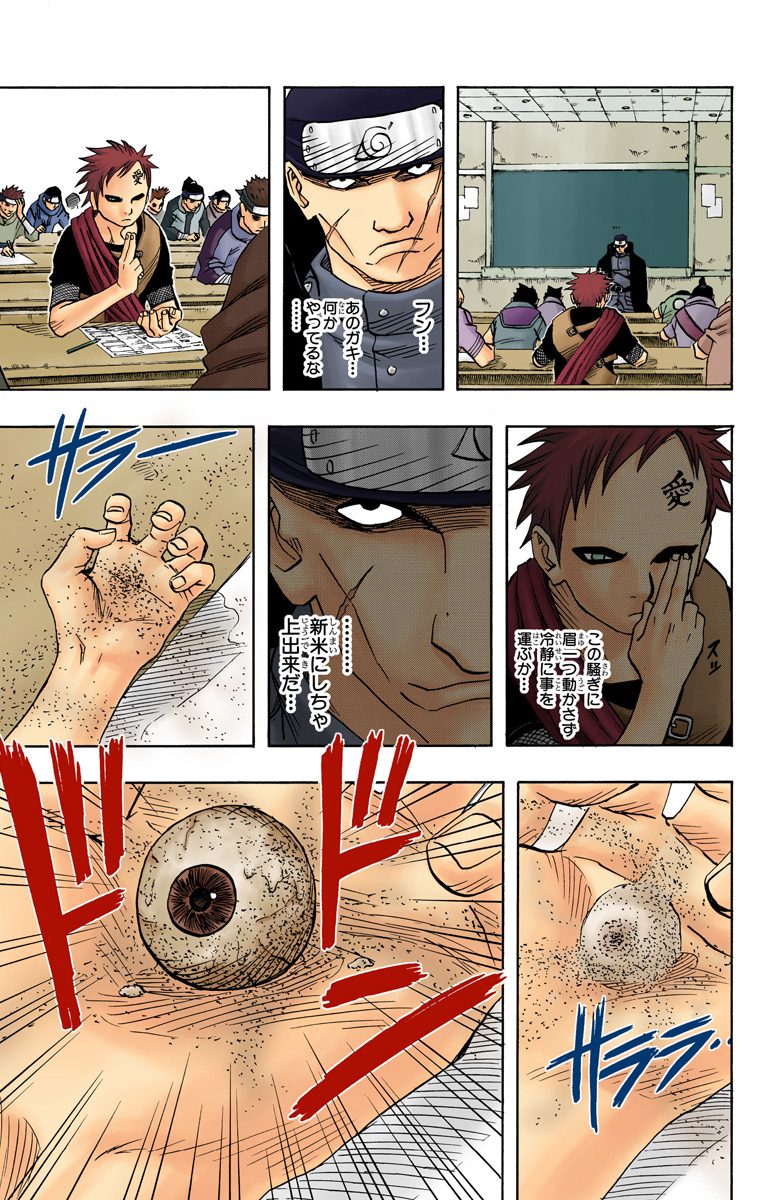 フン…
あのガキ…
何か
やってるな
……
愛
この騒ぎに
眉一つ動かさず
冷静に事を
運ぶか…
愛
スッ
………
新米にしちゃ
上出来だ…
サラー
サララ…
ドドン